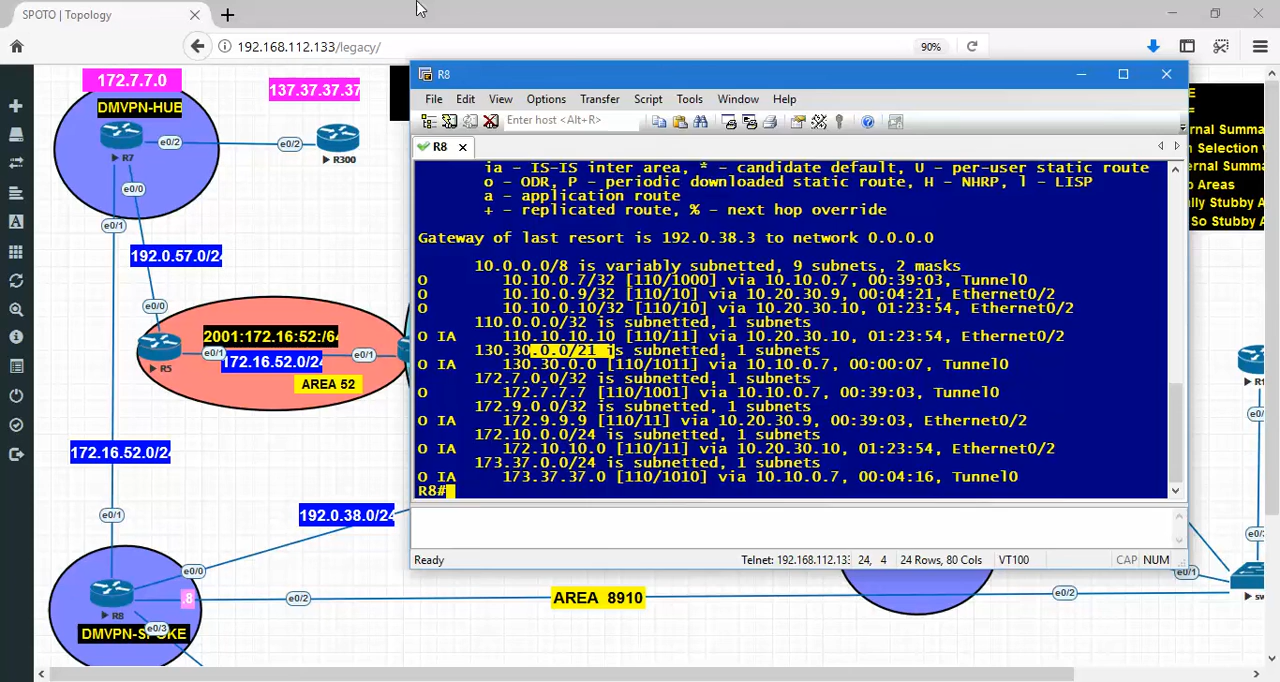 SPOTO | Topology
192.168.112.133/legacy/
90%
172.7.7.0
DMVPN-HUB
137.37.37.37
R7
e0/2
e0/2
R300
e0/0
e0/1
192.0.57.0/24
e0/0
2001:172.16:52:/64
R5
e0/1
172.16.52.0/24
e0/1
AREA 52
172.16.52.0/24
e0/1
192.0.38.0/24
e0/0
R8
.8
e0/2
AREA 8910
e0/2
e0/3
DMVPN-SPOKE
R8
File Edit View Options Transfer Script Tools Window Help
Enter host <Alt+R>
R8
ia - IS-IS inter area, * - candidate default, U - per-user static route
o - ODR, P - periodic downloaded static route, H - NHRP, l - LISP
a - application route
+ - replicated route, % - next hop override
Gateway of last resort is 192.0.38.3 to network 0.0.0.0
10.0.0.0/8 is variably subnetted, 9 subnets, 2 masks
O 10.10.0.7/32 [110/1000] via 10.10.0.7, 00:39:03, Tunnel0
O 10.10.0.9/32 [110/10] via 10.20.30.9, 00:04:21, Ethernet0/2
O 10.10.0.10/32 [110/10] via 10.20.30.10, 01:23:54, Ethernet0/2
110.0.0.0/32 is subnetted, 1 subnets
O IA 110.10.10.10 [110/11] via 10.20.30.10, 01:23:54, Ethernet0/2
130.30.0.0/21 is subnetted, 1 subnets
O IA 130.30.0.0 [110/1011] via 10.10.0.7, 00:00:07, Tunnel0
172.7.0.0/32 is subnetted, 1 subnets
O 172.7.7.7 [110/1001] via 10.10.0.7, 00:39:03, Tunnel0
172.9.0.0/32 is subnetted, 1 subnets
O IA 172.9.9.9 [110/11] via 10.20.30.9, 00:39:03, Ethernet0/2
172.10.0.0/24 is subnetted, 1 subnets
O IA 172.10.10.0 [110/11] via 10.20.30.10, 01:23:54, Ethernet0/2
173.37.0.0/24 is subnetted, 1 subnets
O IA 173.37.37.0 [110/1010] via 10.10.0.7, 00:04:16, Tunnel0
R8#
Ready Telnet: 192.168.112.13 24, 4 24 Rows, 80 Cols VT100 CAP NUM
E
=
ernal Summa
n Selection w
ernal Summa
p Areas
lly Stubby A
So Stubby A
R1
e0/
e0/
e0/1
sw